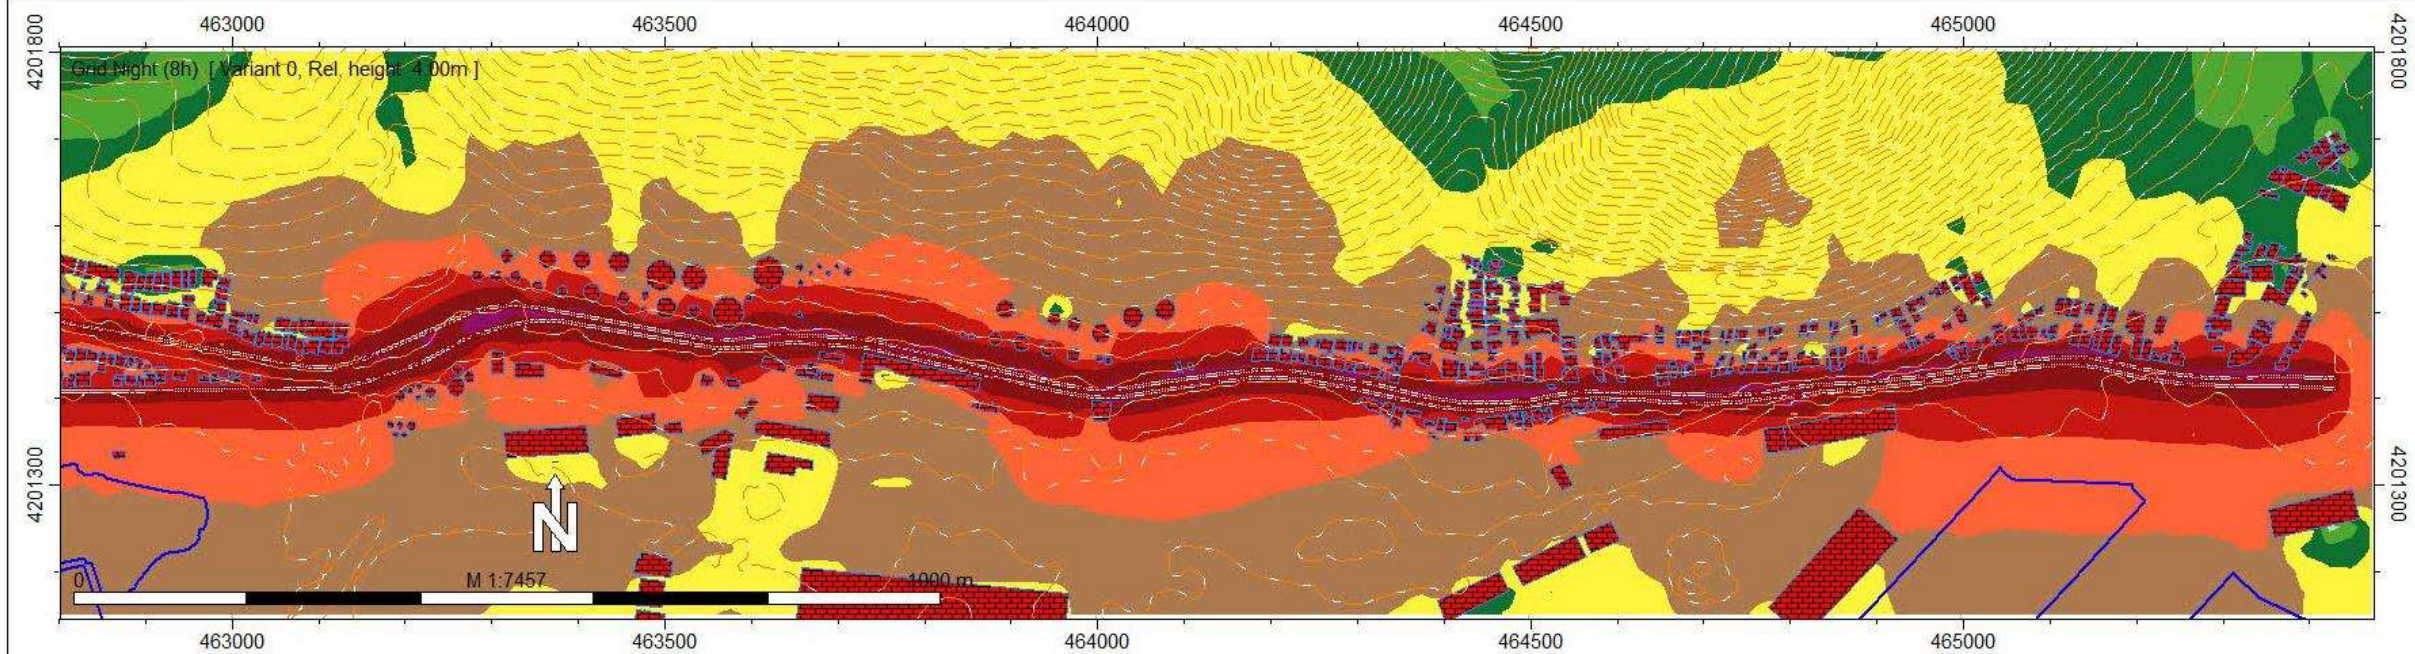 463000 463500 464000 464500 465000
4201800 4201800
Grid Night (8h) [ Variant 0, Rel. height 4.00m ]
4201300 4201300
N
0 M 1:7457 1000 m
463000 463500 464000 464500 465000